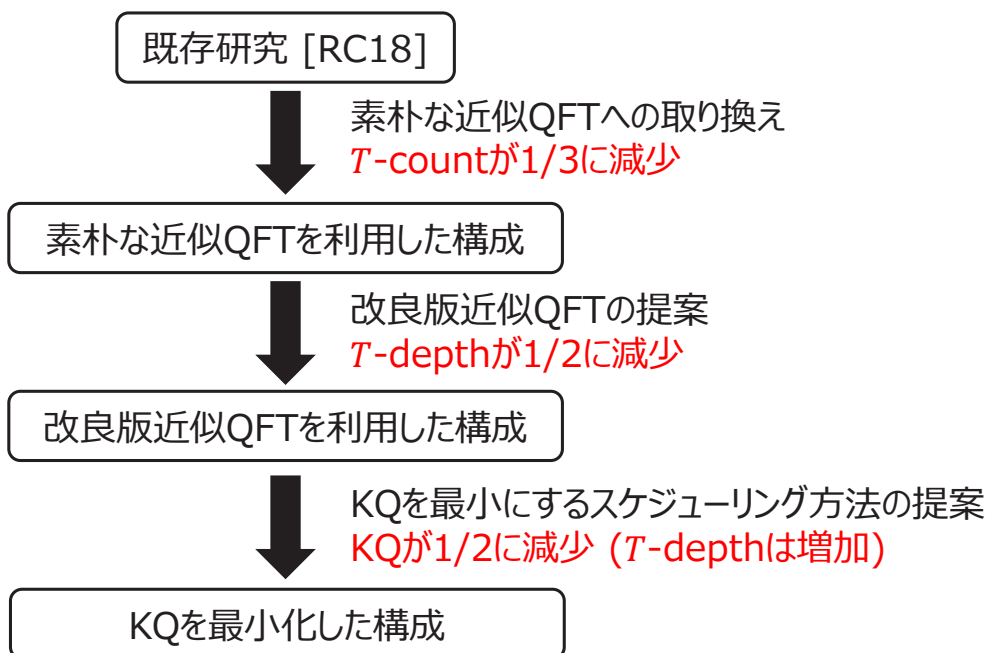 既存研究 [RC18]
素朴な近似QFTへの取り換え
T-countが1/3に減少
素朴な近似QFTを利用した構成
改良版近似QFTの提案
T-depthが1/2に減少
改良版近似QFTを利用した構成
KQを最小にするスケジューリング方法の提案
KQが1/2に減少 (T-depthは増加)
KQを最小化した構成